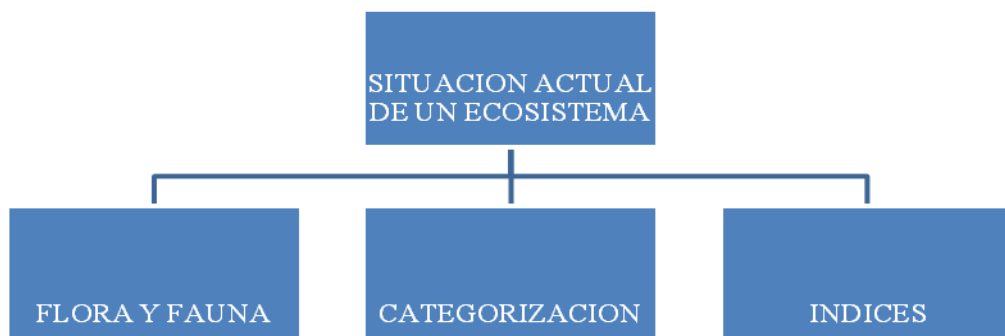 SITUACION ACTUAL
DE UN ECOSISTEMA
FLORA Y FAUNA
CATEGORIZACION
INDICES